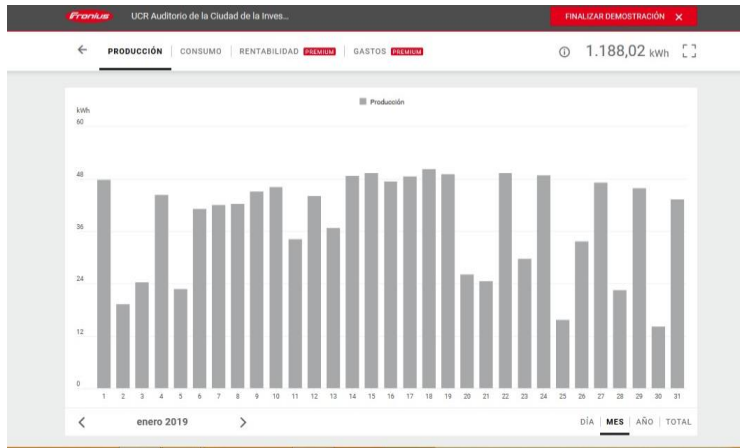 Fronius UCR Auditorio de la Ciudad de la Inves... FINALIZAR DEMOSTRACIÓN ×
← PRODUCCIÓN | CONSUMO | RENTABILIDAD PREMIUM | GASTOS PREMIUM 1.188,02 kWh
Producción
kWh
60
48
36
24
12
0
1 2 3 4 5 6 7 8 9 10 11 12 13 14 15 16 17 18 19 20 21 22 23 24 25 26 27 28 29 30 31
enero 2019 DÍA | MES | AÑO | TOTAL